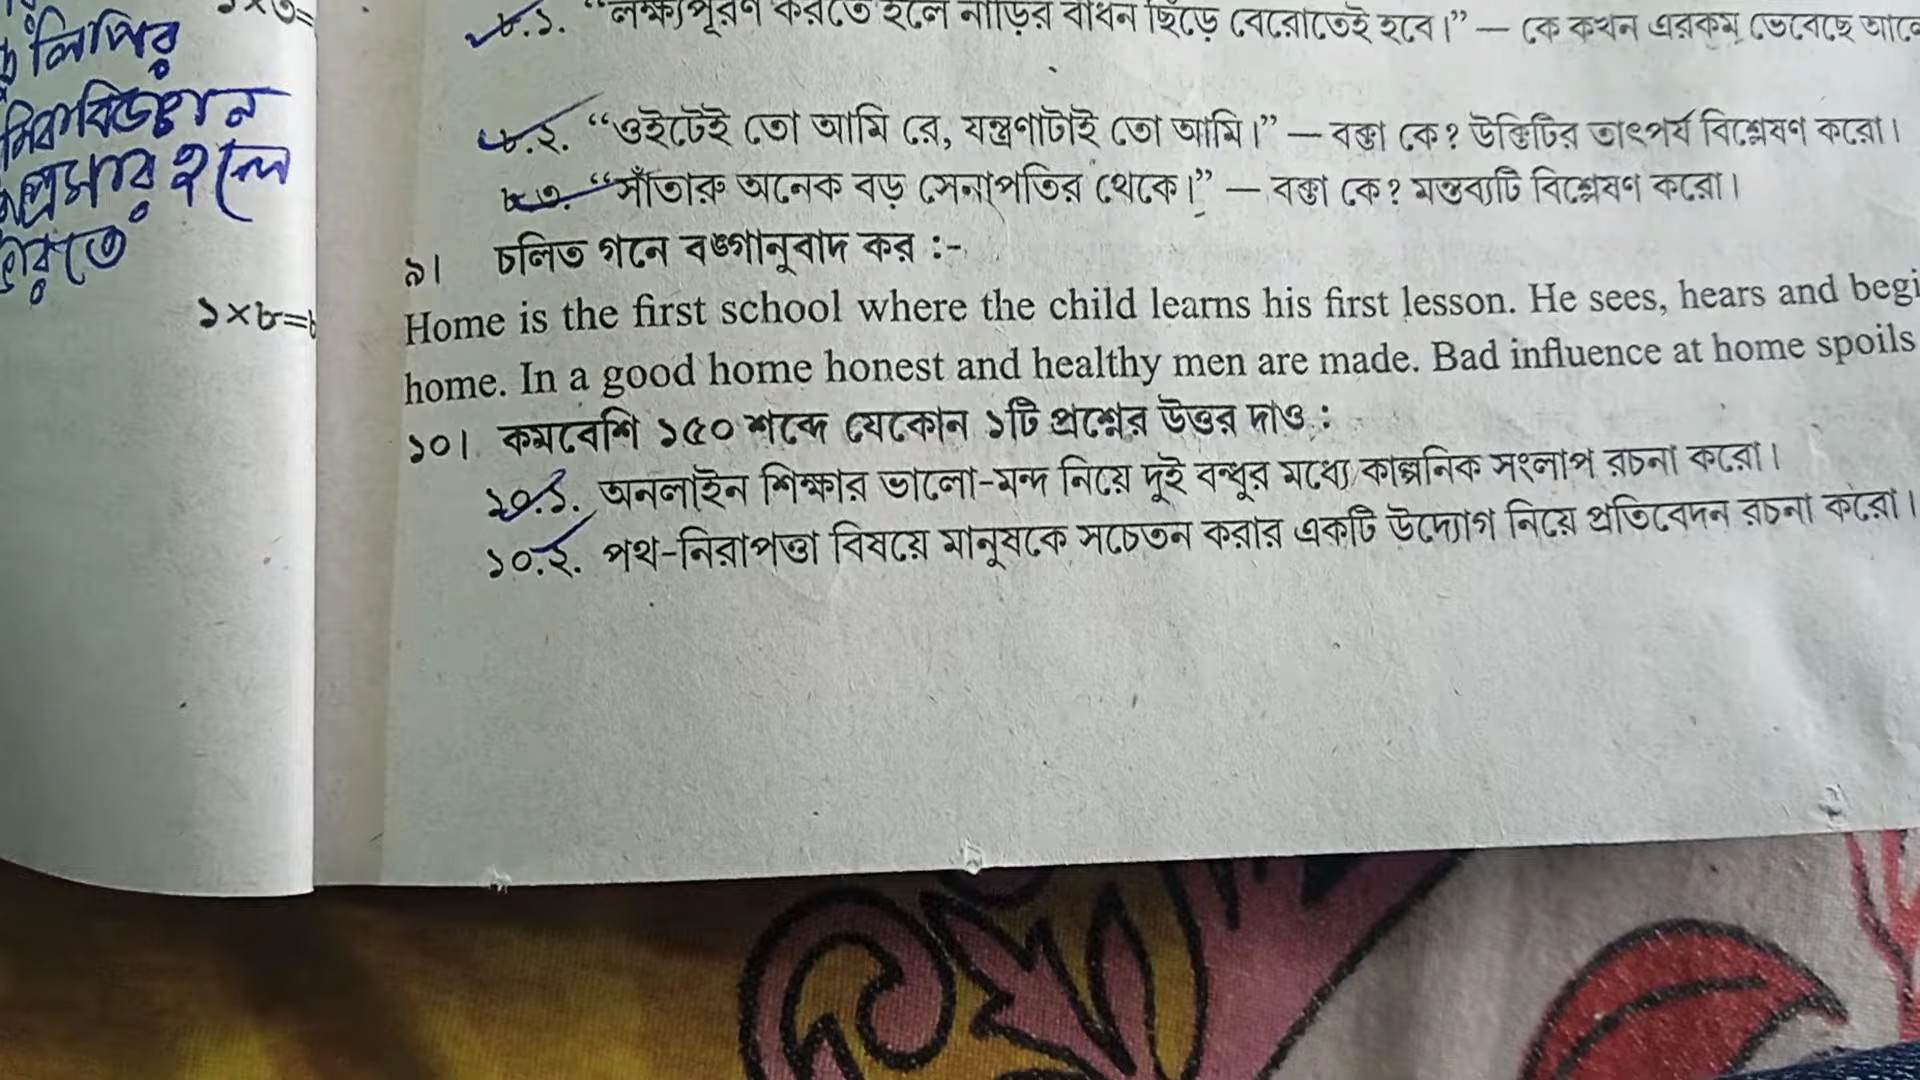 লিপির
১×৩=
৮.১. “লক্ষ্যপূরণ করতে হলে নাড়ির বাঁধন ছিঁড়ে বেরোতেই হবে।” — কে কখন এরকম ভেবেছে
হলে
৮.২. “ওইটেই তো আমি রে, যন্ত্রণাটাই তো আমি।” — বক্তা কে? উক্তিটির তাৎপর্য বিশ্লেষণ করো।
৮.৩. “সাঁতারু অনেক বড় সেনাপতির থেকে।” — বক্তা কে? মন্তব্যটি বিশ্লেষণ করো।
৯। চলিত গদ্যে বঙ্গানুবাদ কর :-
১×৮=৮
Home is the first school where the child learns his first lesson. He sees, hears and begi
home. In a good home honest and healthy men are made. Bad influence at home spoils
১০। কমবেশি ১৫০ শব্দে যেকোন ১টি প্রশ্নের উত্তর দাও :
১০.১. অনলাইন শিক্ষার ভালো-মন্দ নিয়ে দুই বন্ধুর মধ্যে কাল্পনিক সংলাপ রচনা করো।
১০.২. পথ-নিরাপত্তা বিষয়ে মানুষকে সচেতন করার একটি উদ্যোগ নিয়ে প্রতিবেদন রচনা করো।